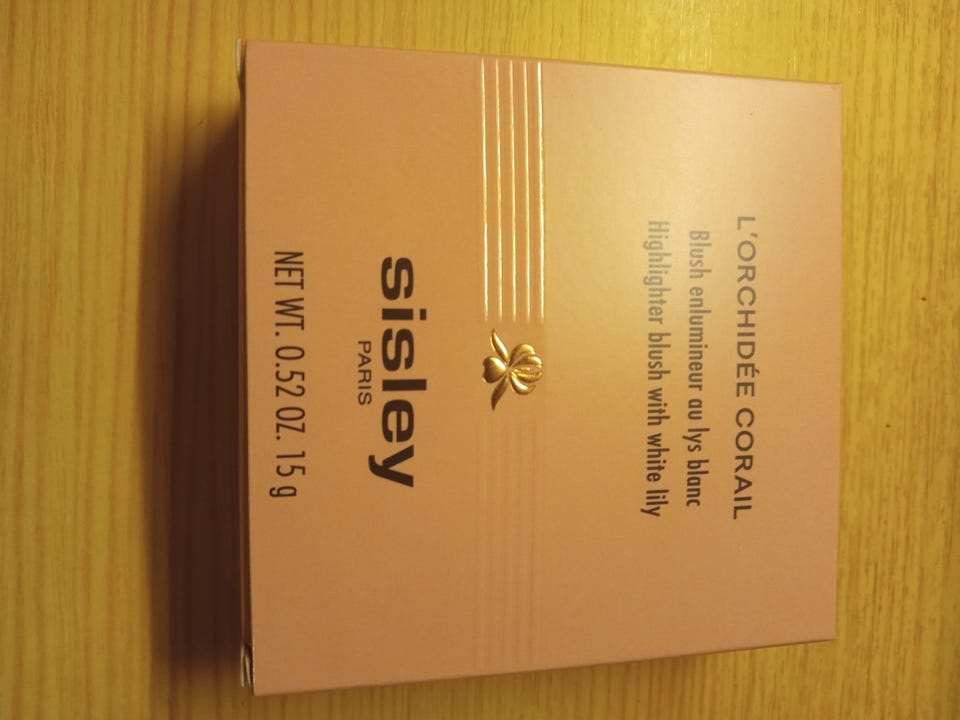 L'ORCHIDÉE CORAIL
Blush enlumineur au lys blanc
Highlighter blush with white lily
sisley
PARIS
NET WT. 0.52 OZ. 15 g